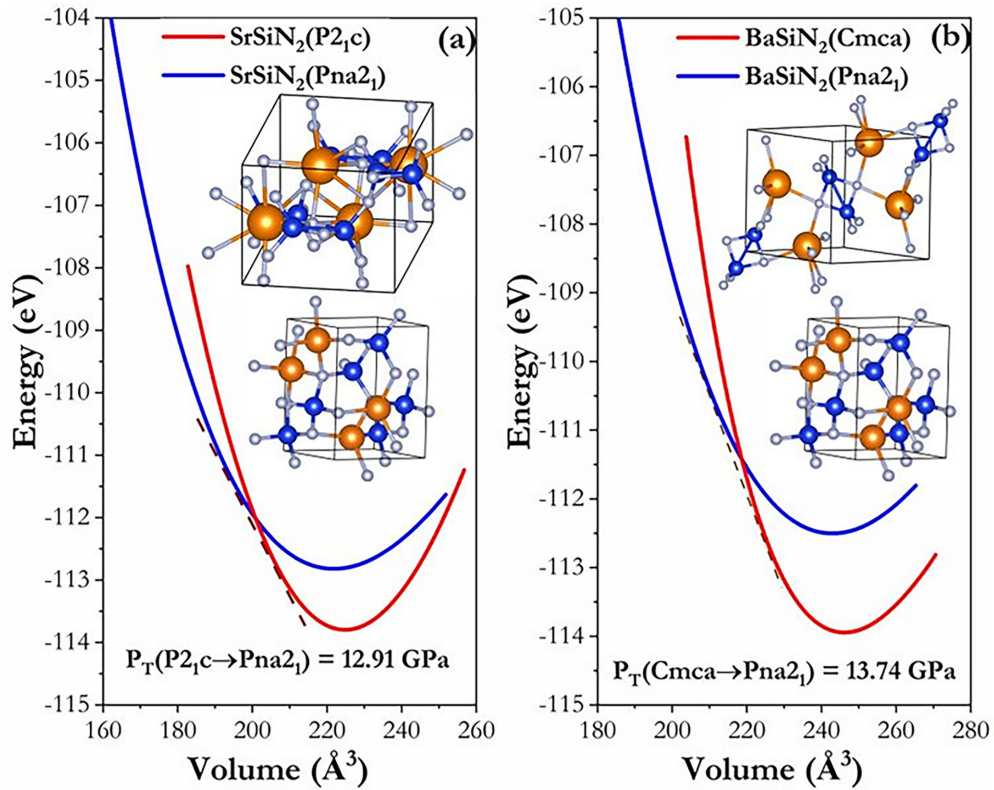 -104
-105
-106
-107
-108
-109
-110
-111
-112
-113
-114
-115
Energy (eV)
SrSiN₂(P2₁c)
SrSiN₂(Pna2₁)
(a)
P_T(P2₁c→Pna2₁) = 12.91 GPa
160 180 200 220 240 260
Volume (Å³)
-105
-106
-107
-108
-109
-110
-111
-112
-113
-114
-115
Energy (eV)
BaSiN₂(Cmca)
BaSiN₂(Pna2₁)
(b)
P_T(Cmca→Pna2₁) = 13.74 GPa
180 200 220 240 260 280
Volume (Å³)